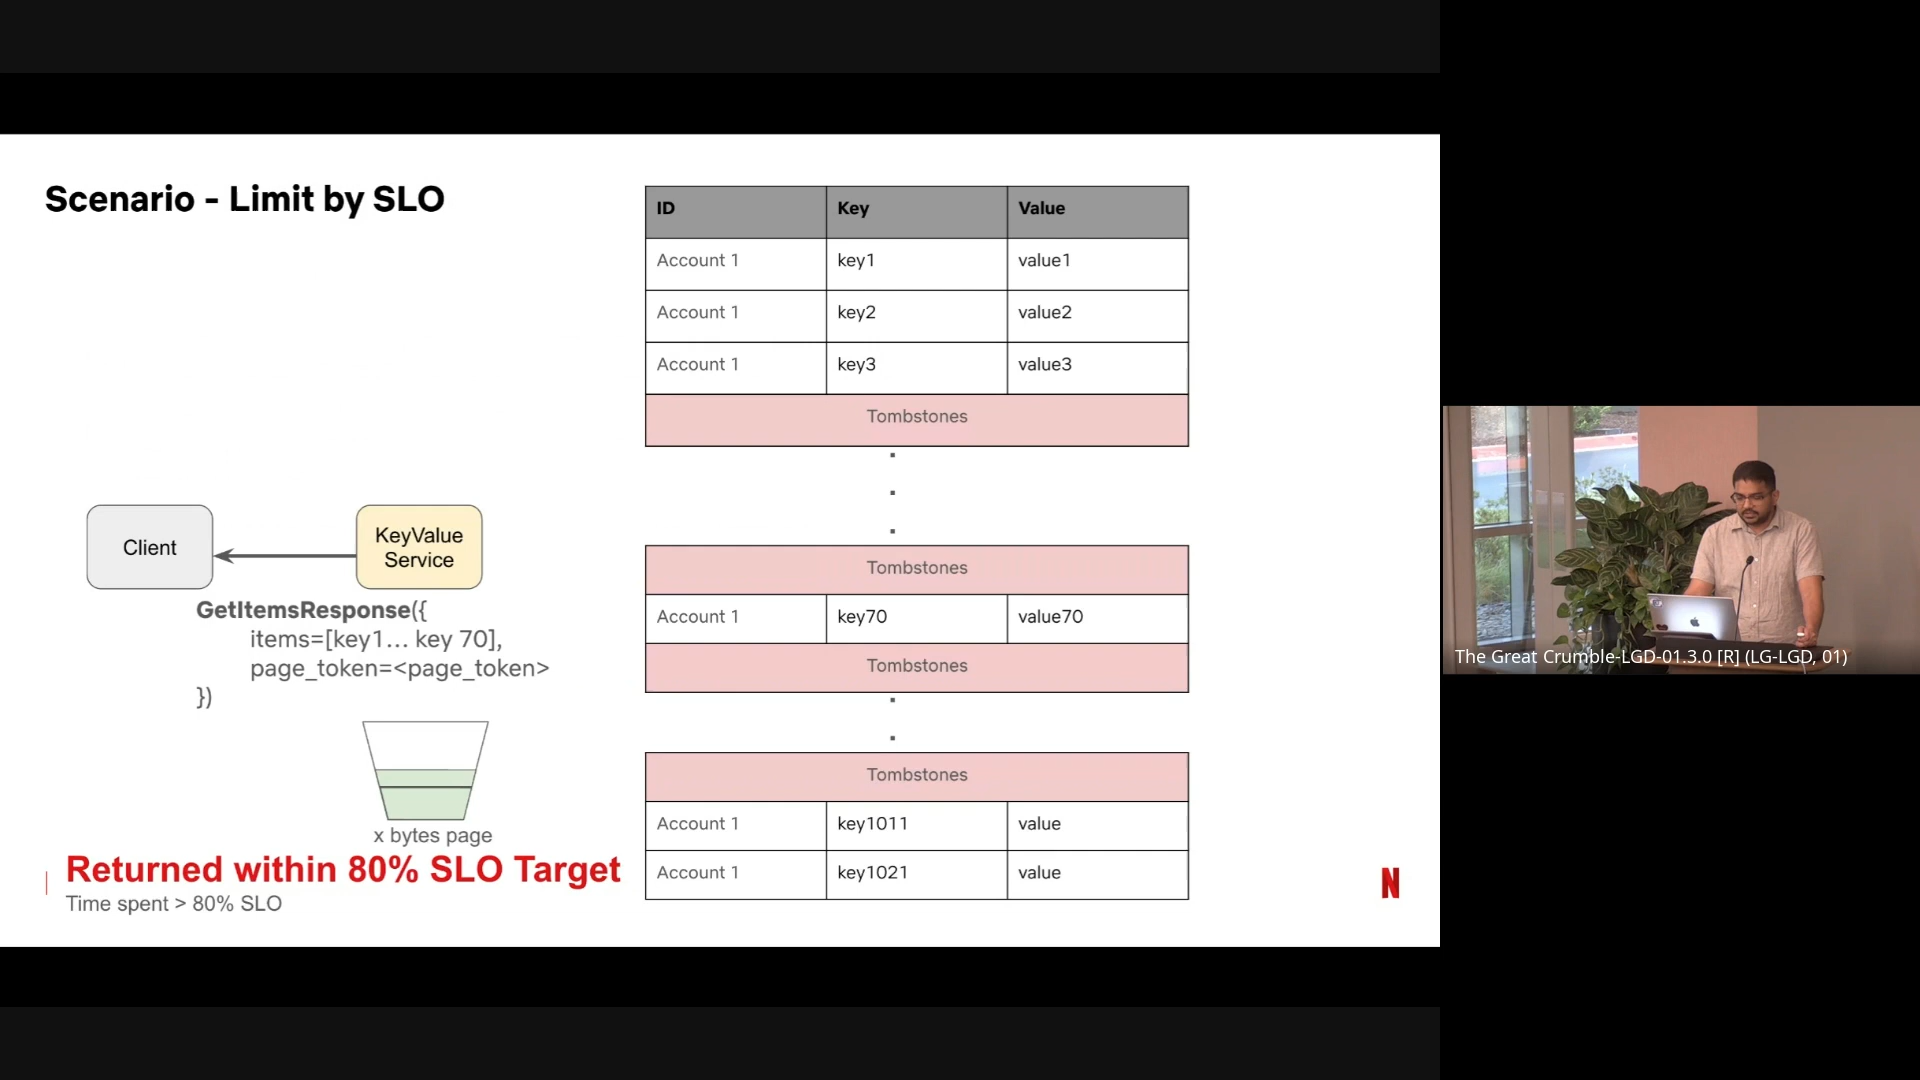 Scenario - Limit by SLO
ID Key Value
Account 1 key1 value1
Account 1 key2 value2
Account 1 key3 value3
Tombstones
Tombstones
Account 1 key70 value70
Tombstones
Tombstones
Account 1 key1011 value
Account 1 key1021 value
Client
KeyValue
Service
GetItemsResponse({
items=[key1... key 70],
page_token=<page_token>
})
x bytes page
Returned within 80% SLO Target
Time spent > 80% SLO
N
The Great Crumble-LGD-01.3.0 [R] (LG-LGD, 01)